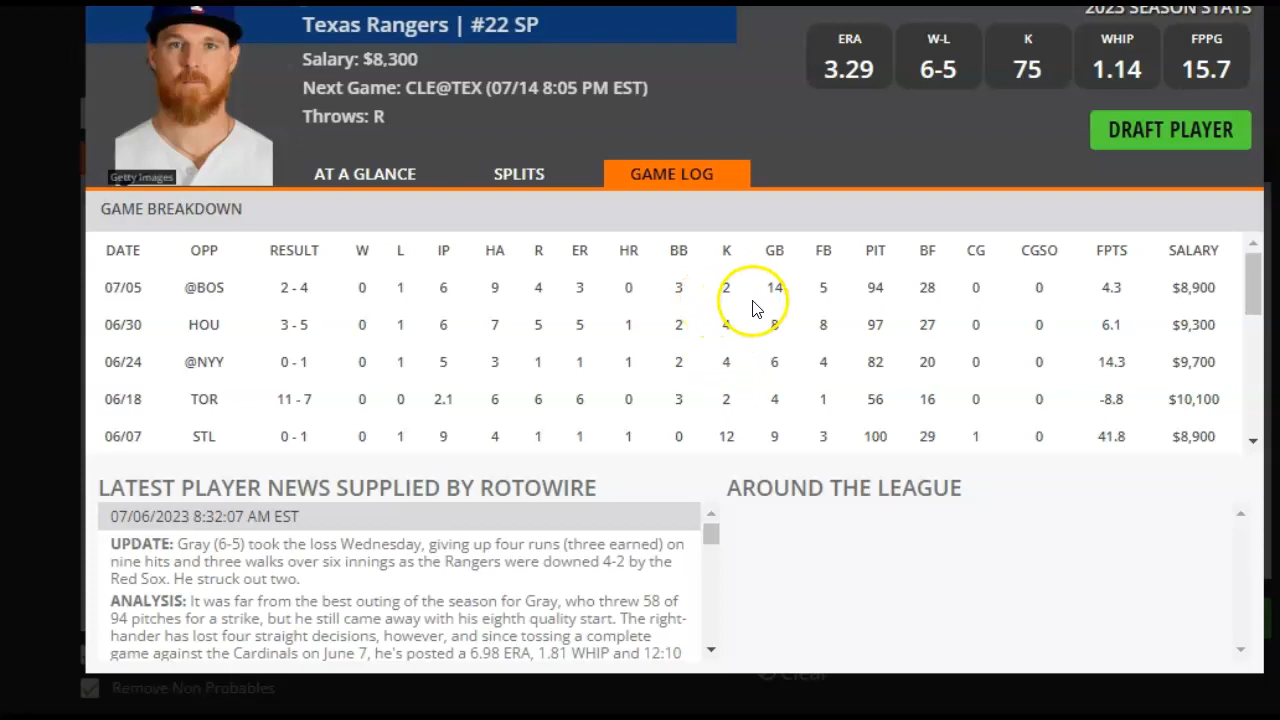 2023 SEASON STATS
Texas Rangers | #22 SP
Salary: $8,300
Next Game: CLE@TEX (07/14 8:05 PM EST)
Throws: R
ERA W-L K WHIP FPPG
3.29 6-5 75 1.14 15.7
DRAFT PLAYER
Getty Images
AT A GLANCE SPLITS GAME LOG
GAME BREAKDOWN
DATE OPP RESULT W L IP HA R ER HR BB K GB FB PIT BF CG CGSO FPTS SALARY
07/05 @BOS 2 - 4 0 1 6 9 4 3 0 3 2 14 5 94 28 0 0 4.3 $8,900
06/30 HOU 3 - 5 0 1 6 7 5 5 1 2 4 8 8 97 27 0 0 6.1 $9,300
06/24 @NYY 0 - 1 0 1 5 3 1 1 1 2 4 6 4 82 20 0 0 14.3 $9,700
06/18 TOR 11 - 7 0 0 2.1 6 6 6 0 3 2 4 1 56 16 0 0 -8.8 $10,100
06/07 STL 0 - 1 0 1 9 4 1 1 1 0 12 9 3 100 29 1 0 41.8 $8,900
LATEST PLAYER NEWS SUPPLIED BY ROTOWIRE
07/06/2023 8:32:07 AM EST
UPDATE: Gray (6-5) took the loss Wednesday, giving up four runs (three earned) on
nine hits and three walks over six innings as the Rangers were downed 4-2 by the
Red Sox. He struck out two.
ANALYSIS: It was far from the best outing of the season for Gray, who threw 58 of
94 pitches for a strike, but he still came away with his eighth quality start. The right-
hander has lost four straight decisions, however, and since tossing a complete
game against the Cardinals on June 7, he's posted a 6.98 ERA, 1.81 WHIP and 12:10
AROUND THE LEAGUE
Remove Non Probables
Clear